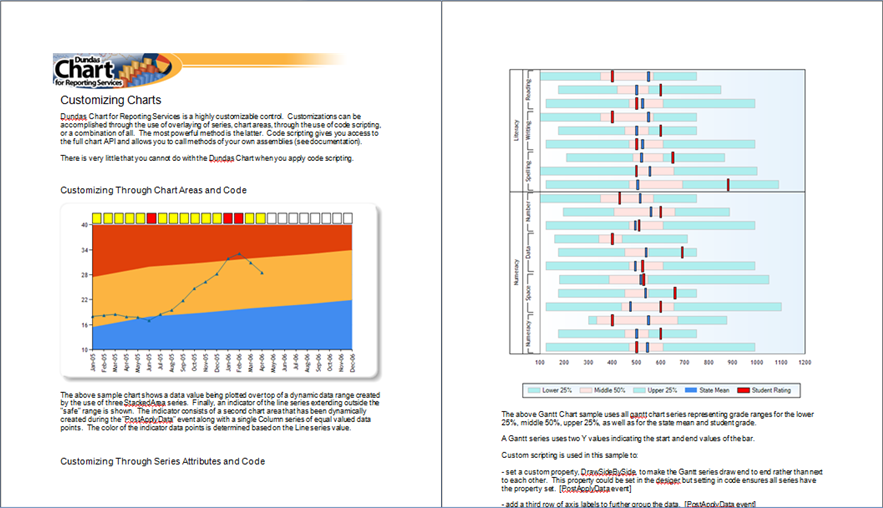 Dundas
Chart
for Reporting Services
Customizing Charts
Dundas Chart for Reporting Services is a highly customizable control. Customizations can be
accomplished through the use of overlaying of series, chart areas, through the use of code scripting,
or a combination of all. The most powerful method is the latter. Code scripting gives you access to
the full chart API and allows you to call methods of your own assemblies (see documentation).
There is very little that you cannot do with the Dundas Chart when you apply code scripting.
Customizing Through Chart Areas and Code
40
34
28
22
16
10
Jan-05
Feb-05
Mar-05
Apr-05
May-05
Jun-05
Jul-05
Aug-05
Sep-05
Oct-05
Nov-05
Dec-05
Jan-06
Feb-06
Mar-06
Apr-06
May-06
Jun-06
Jul-06
Aug-06
Sep-06
Oct-06
Nov-06
Dec-06
The above sample chart shows a data value being plotted overtop of a dynamic data range created
by the use of three StackedArea series. Finally, an indicator of the line series extending outside the
"safe" range is shown. The indicator consists of a second chart area that has been dynamically
created during the "PostApplyData" event along with a single Column series of equal valued data
points. The color of the indicator data points is determined based on the Line series value.
Customizing Through Series Attributes and Code
Literacy
Reading
Writing
Spelling
Numeracy
Number
Data
Space
Numeracy
100 200 300 400 500 600 700 800 900 1000 1100 1200
Lower 25% Middle 50% Upper 25% State Mean Student Rating
The above Gantt Chart sample uses all gantt chart series representing grade ranges for the lower
25%, middle 50%, upper 25%, as well as for the state mean and student grade.
A Gantt series uses two Y values indicating the start and end values of the bar.
Custom scripting is used in this sample to:
- set a custom property, DrawSideBySide, to make the Gantt series draw end to end rather than next
to each other. This property could be set in the designer but setting in code ensures all series have
the property set. [PostApplyData event]
- add a third row of axis labels to further group the data. [PostApplyData event]